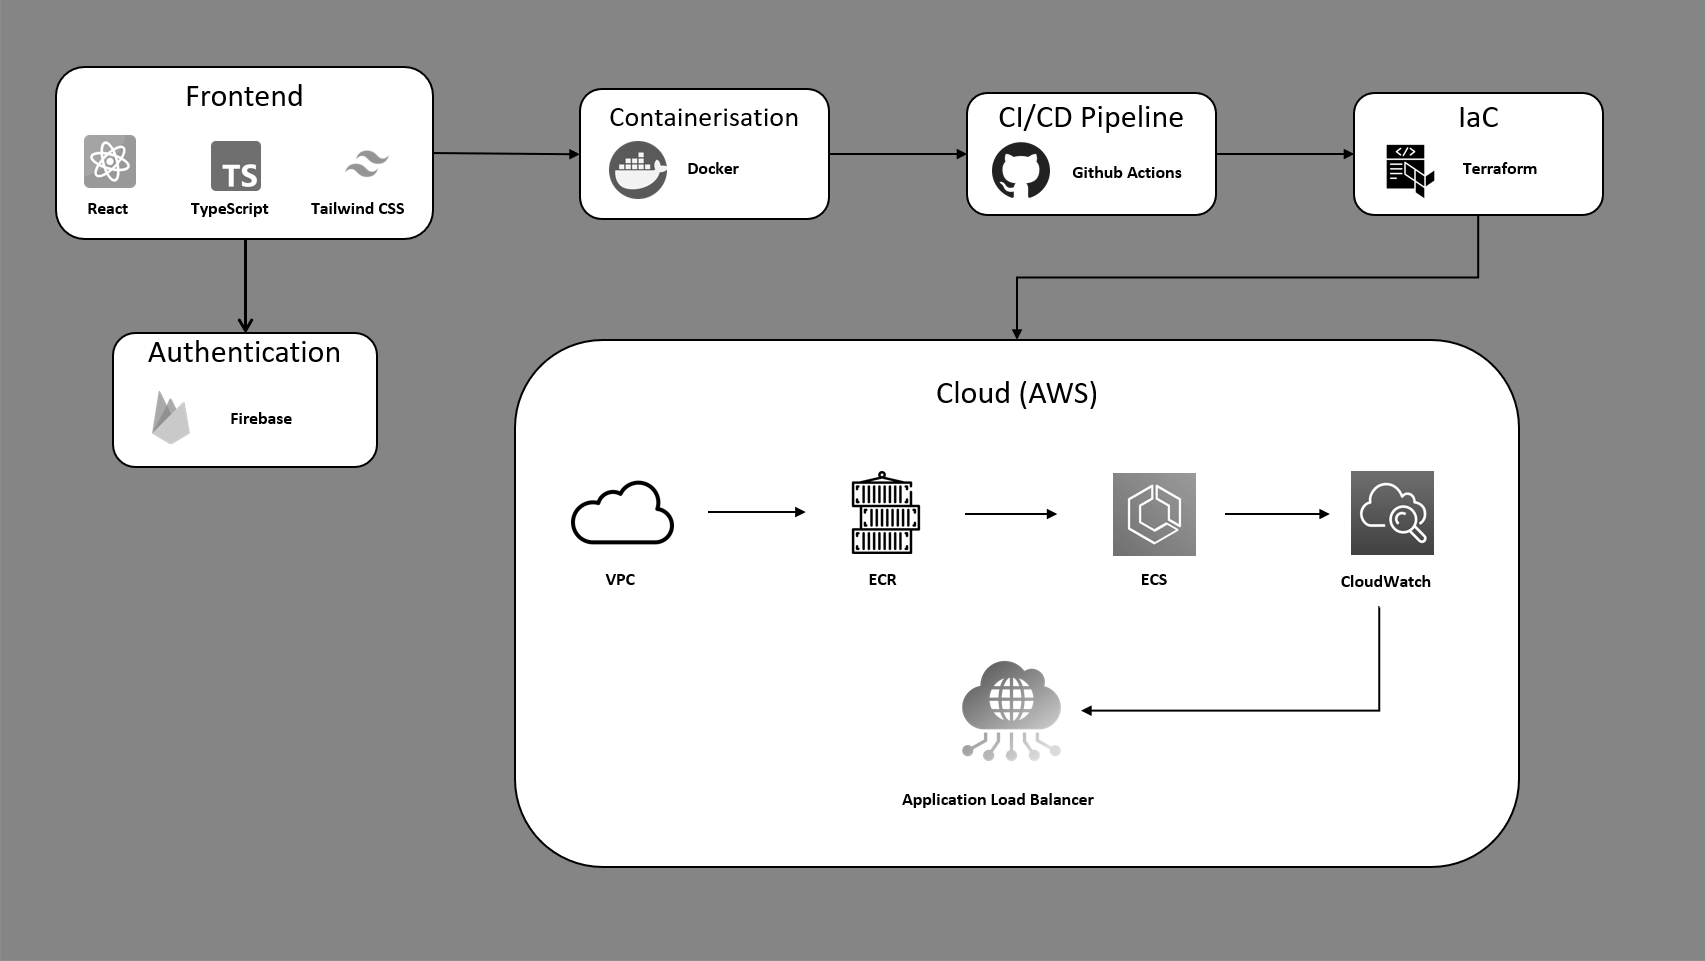 Frontend
React
TypeScript
Tailwind CSS
TS
Containerisation
Docker
CI/CD Pipeline
Github Actions
IaC
</>
Terraform
Authentication
Firebase
Cloud (AWS)
VPC
ECR
ECS
CloudWatch
Application Load Balancer